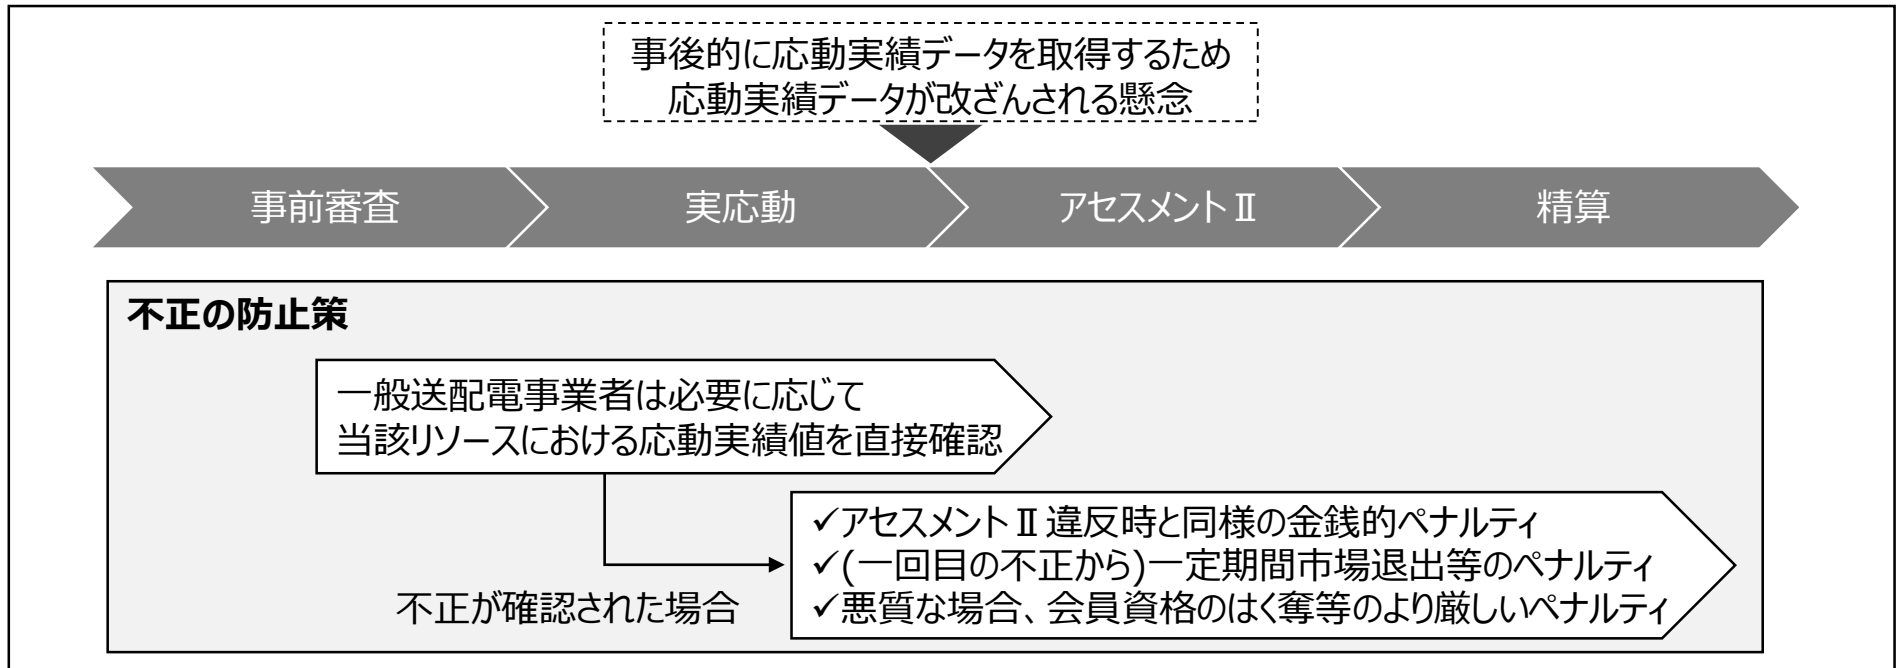 事後的に応動実績データを取得するため
応動実績データが改ざんされる懸念
事前審査
実応動
アセスメントⅡ
精算
不正の防止策
一般送配電事業者は必要に応じて
当該リソースにおける応動実績値を直接確認
✓アセスメントⅡ違反時と同様の金銭的ペナルティ
✓(一回目の不正から)一定期間市場退出等のペナルティ
✓悪質な場合、会員資格のはく奪等のより厳しいペナルティ
不正が確認された場合